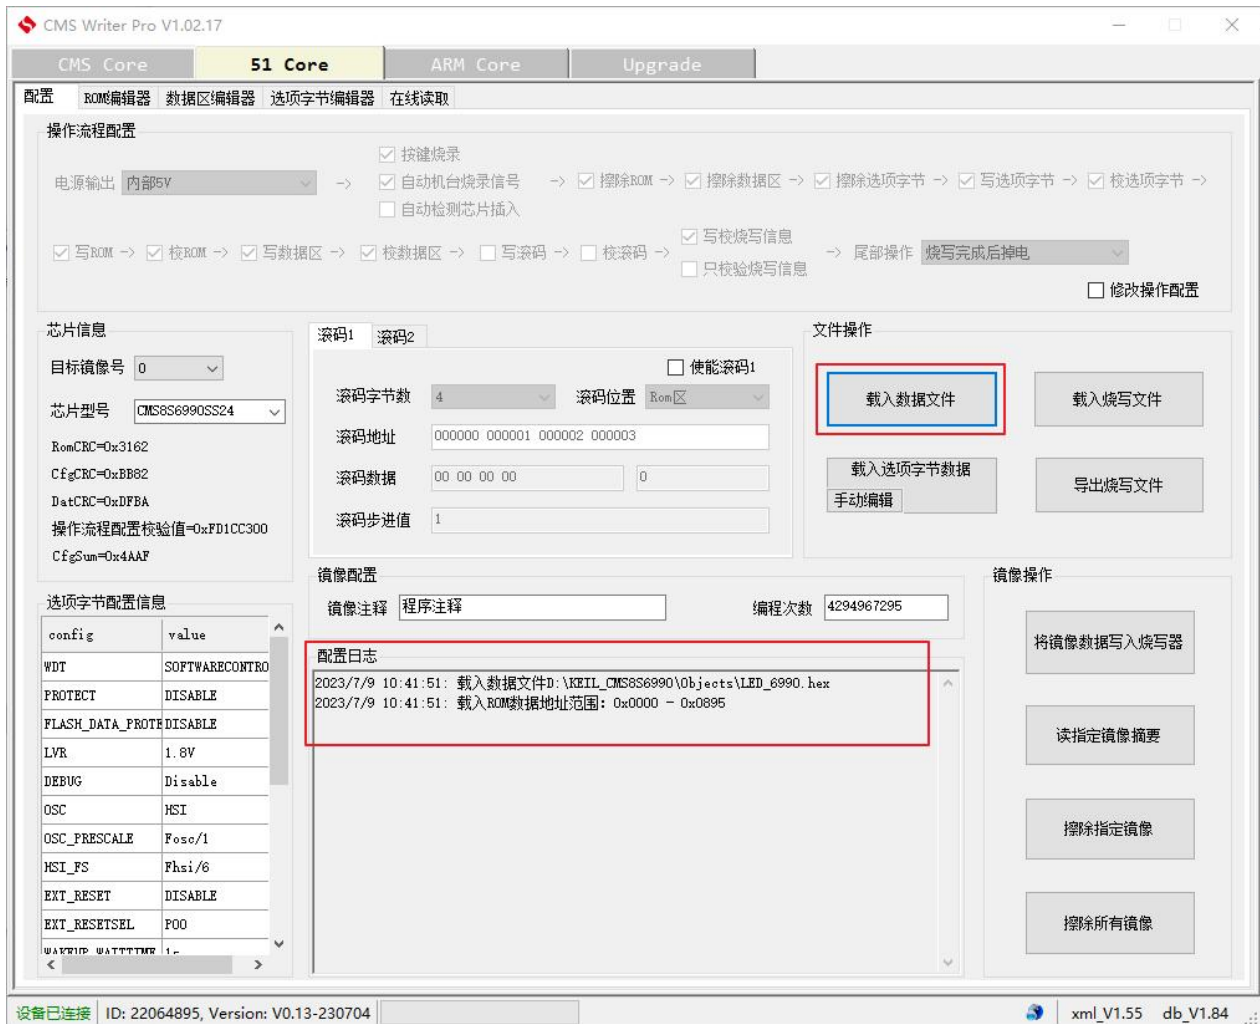 CMS Writer Pro V1.02.17
CMS Core 51 Core ARM Core Upgrade
配置 ROM编辑器 数据区编辑器 选项字节编辑器 在线读取
操作流程配置
按键烧录
电源输出 内部5V -> 自动机台烧录信号 -> 擦除ROM -> 擦除数据区 -> 擦除选项字节 -> 写选项字节 -> 校选项字节 ->
自动检测芯片插入
写校烧写信息
写ROM -> 校ROM -> 写数据区 -> 校数据区 -> 写滚码 -> 校滚码 -> -> 尾部操作 烧写完成后掉电
只校验烧写信息
修改操作配置
芯片信息
目标镜像号 0
芯片型号 CMS8S6990SS24
RomCRC=0x3162
CfgCRC=0xBB82
DatCRC=0xDFBA
操作流程配置校验值=0xFD1CC300
CfgSum=0x4AAF
滚码1 滚码2
使能滚码1
滚码字节数 4 滚码位置 Rom区
滚码地址 000000 000001 000002 000003
滚码数据 00 00 00 00 0
滚码步进值 1
文件操作
载入数据文件 载入烧写文件
载入选项字节数据
手动编辑
导出烧写文件
选项字节配置信息
config value
WDT SOFTWARECONTRO
PROTECT DISABLE
FLASH_DATA_PROTE DISABLE
LVR 1.8V
DEBUG Disable
OSC HSI
OSC_PRESCALE Fosc/1
HSI_FS Fhsi/6
EXT_RESET DISABLE
EXT_RESETSEL P00
镜像配置
镜像注释 程序注释 编程次数 4294967295
配置日志
2023/7/9 10:41:51: 载入数据文件D:\KEIL_CMS8S6990\Objects\LED_6990.hex
2023/7/9 10:41:51: 载入ROM数据地址范围: 0x0000 - 0x0895
镜像操作
将镜像数据写入烧写器
读指定镜像摘要
擦除指定镜像
擦除所有镜像
设备已连接 ID: 22064895, Version: V0.13-230704 xml_V1.55 db_V1.84